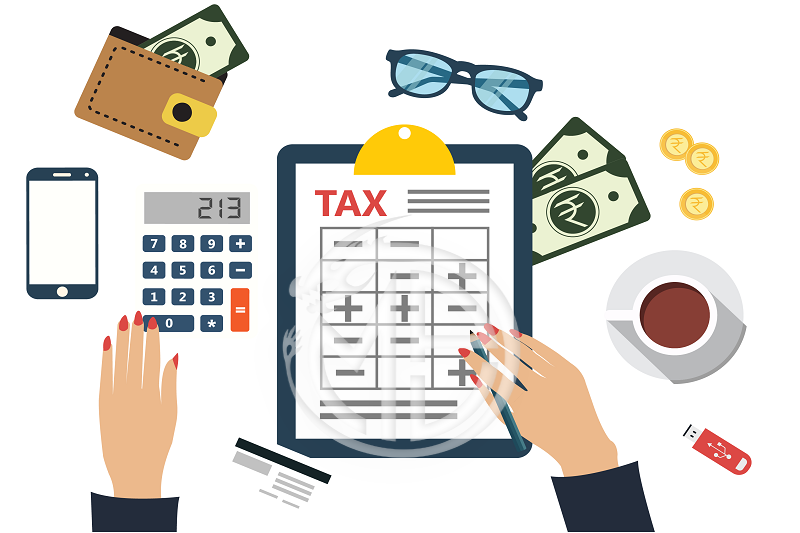 213
TAX
7 8 9 +
4 5 6 −
1 2 3 =
0 *
₹
₹
₹
₹
₹